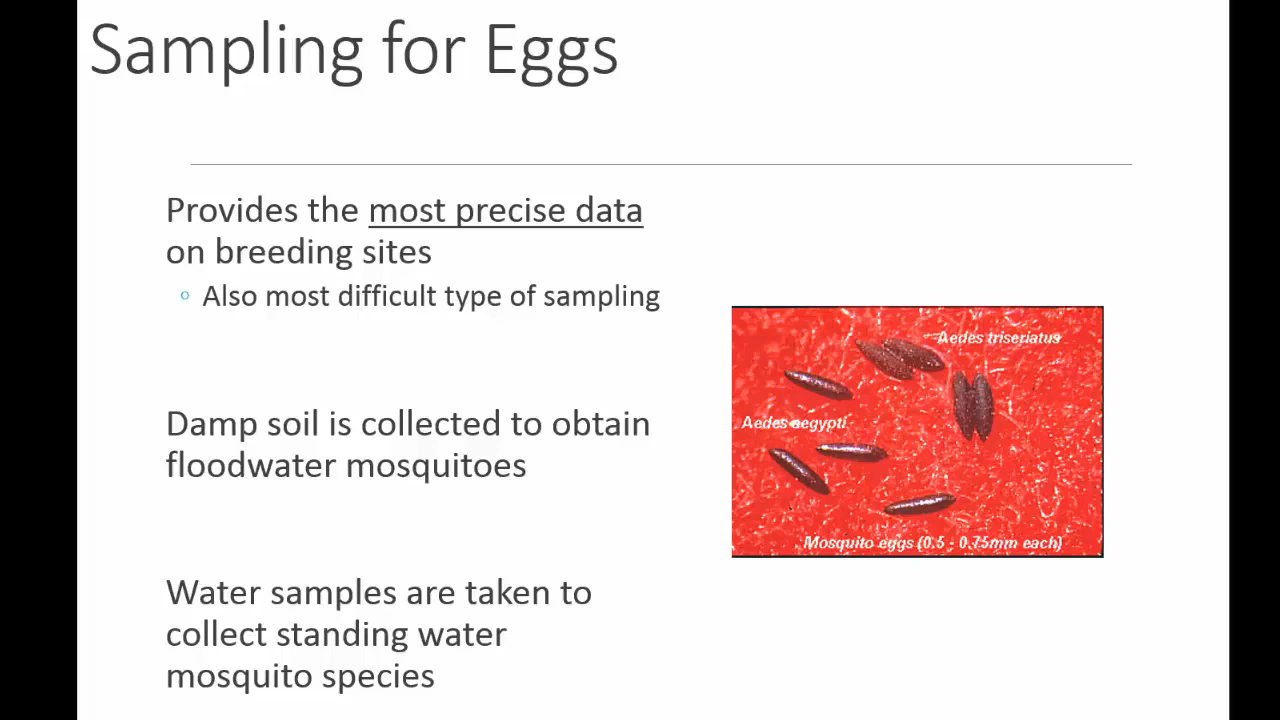 Sampling for Eggs
Provides the most precise data
on breeding sites
Also most difficult type of sampling
Damp soil is collected to obtain
floodwater mosquitoes
Water samples are taken to
collect standing water
mosquito species
Aedes triseriatus
Aedes aegypti
Mosquito eggs (0.5 - 0.75mm each)